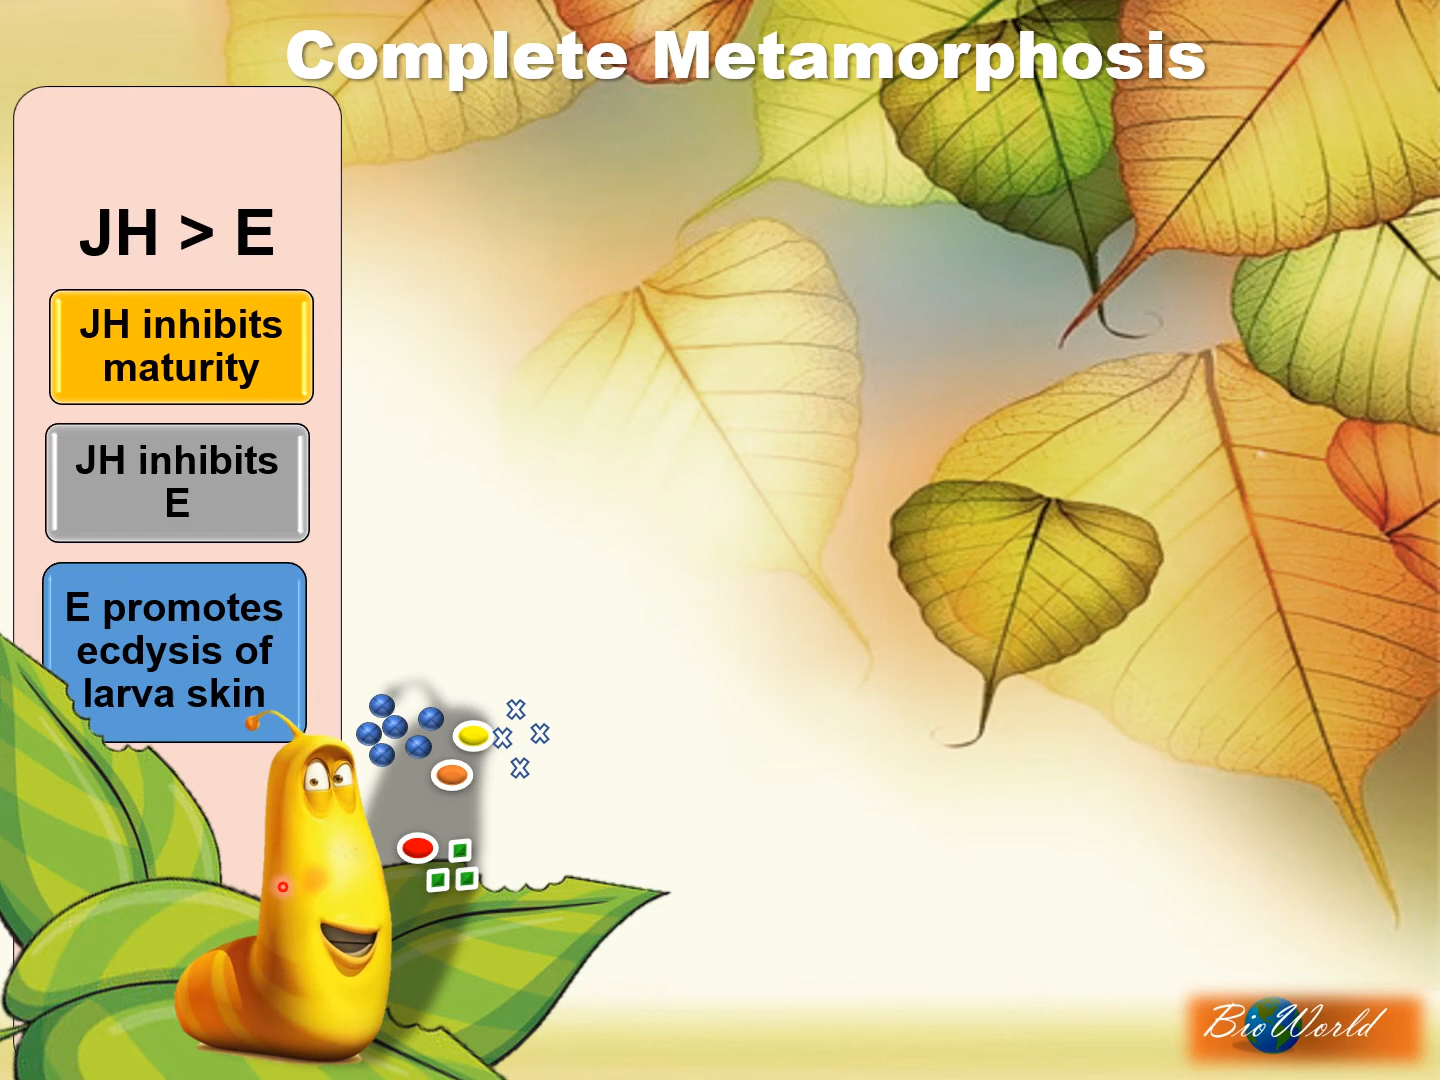 Complete Metamorphosis
JH > E
JH inhibits
maturity
JH inhibits
E
E promotes
ecdysis of
larva skin
BioWorld